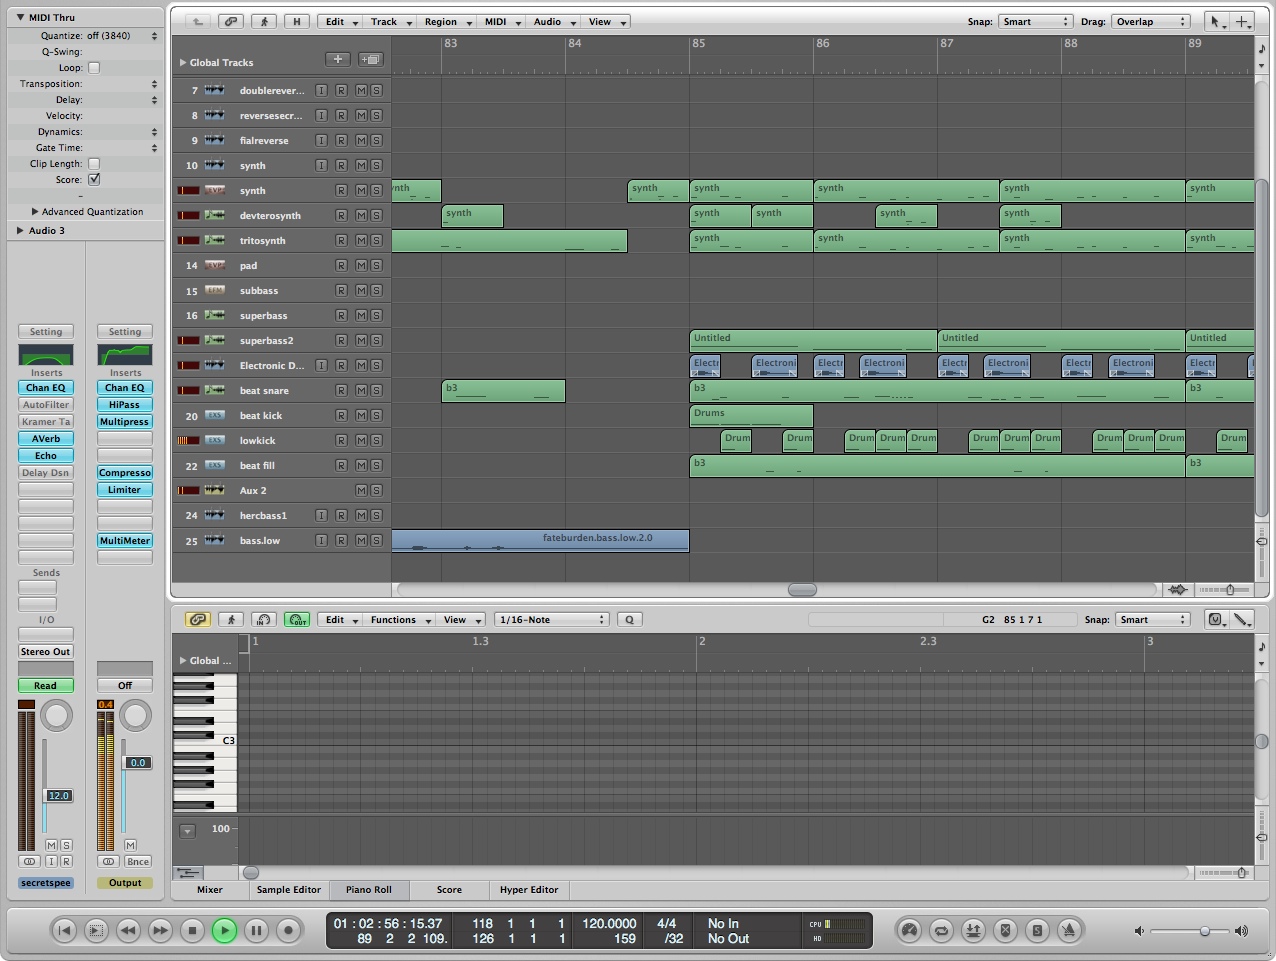 MIDI Thru
Quantize: off (3840)
Q-Swing:
Loop:
Transposition:
Delay:
Velocity:
Dynamics:
Gate Time:
Clip Length:
Score:
Advanced Quantization
Audio 3
Setting Setting
Inserts Inserts
Chan EQ Chan EQ
AutoFilter HiPass
Kramer Ta Multipress
AVerb
Echo
Delay Dsn Compresso
Limiter
MultiMeter
Sends
I/O
Stereo Out
Read Off
0.4
0.0
12.0
M S M
I R Bnce
secretspee Output
H Edit Track Region MIDI Audio View Snap: Smart Drag: Overlap
83 84 85 86 87 88 89
Global Tracks
7 doublerever... I R M S
8 reversesecr... I R M S
9 fialreverse I R M S
10 synth I R M S
synth R M S synth synth synth synth synth
devterosynth R M S synth synth synth synth synth
tritosynth R M S synth synth synth synth
14 pad R M S
15 subbass R M S
16 superbass R M S
superbass2 R M S Untitled Untitled Untitled
Electronic D... I R M S Electr Electroni Electr Electroni Electr Electroni Electr Electroni Electr
beat snare R M S b3 b3 b3
20 beat kick EXS R M S Drums
lowkick EXS R M S Drum Drum Drum Drum Drum Drum Drum Drum Drum Drum Drum Drum
22 beat fill EXS R M S b3 b3
Aux 2 M S
24 hercbass1 I R M S
25 bass.low I R M S fateburden.bass.low.2.0
IN OUT Edit Functions View 1/16-Note Q G2 85 1 7 1 Snap: Smart
1 1.3 2 2.3 3
Global ...
C3
100
Mixer Sample Editor Piano Roll Score Hyper Editor
01 : 02 : 56 : 15.37 118 1 1 1 120.0000 4/4 No In CPU
89 2 2 109. 126 1 1 1 159 /32 No Out HD